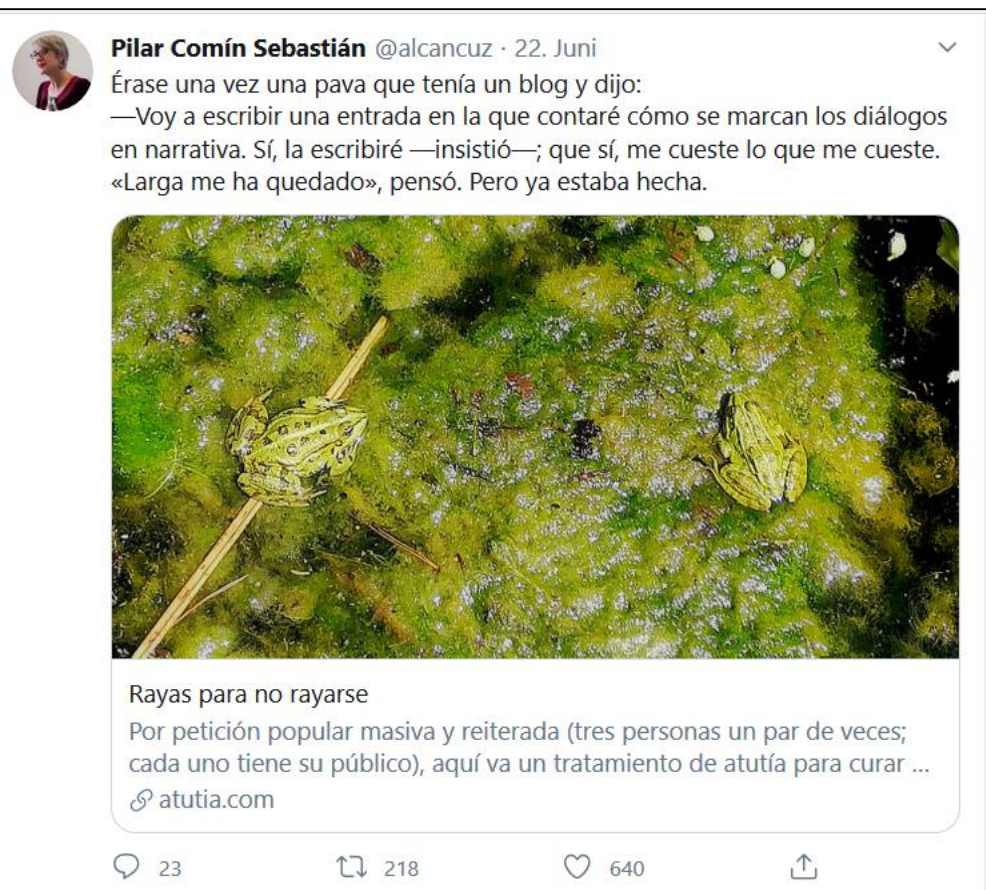 Pilar Comín Sebastián @alcancuz · 22. Juni
Érase una vez una pava que tenía un blog y dijo:
—Voy a escribir una entrada en la que contaré cómo se marcan los diálogos
en narrativa. Sí, la escribiré —insistió—; que sí, me cueste lo que me cueste.
«Larga me ha quedado», pensó. Pero ya estaba hecha.
Rayas para no rayarse
Por petición popular masiva y reiterada (tres personas un par de veces;
cada uno tiene su público), aquí va un tratamiento de atutía para curar ...
atutia.com
23 218 640